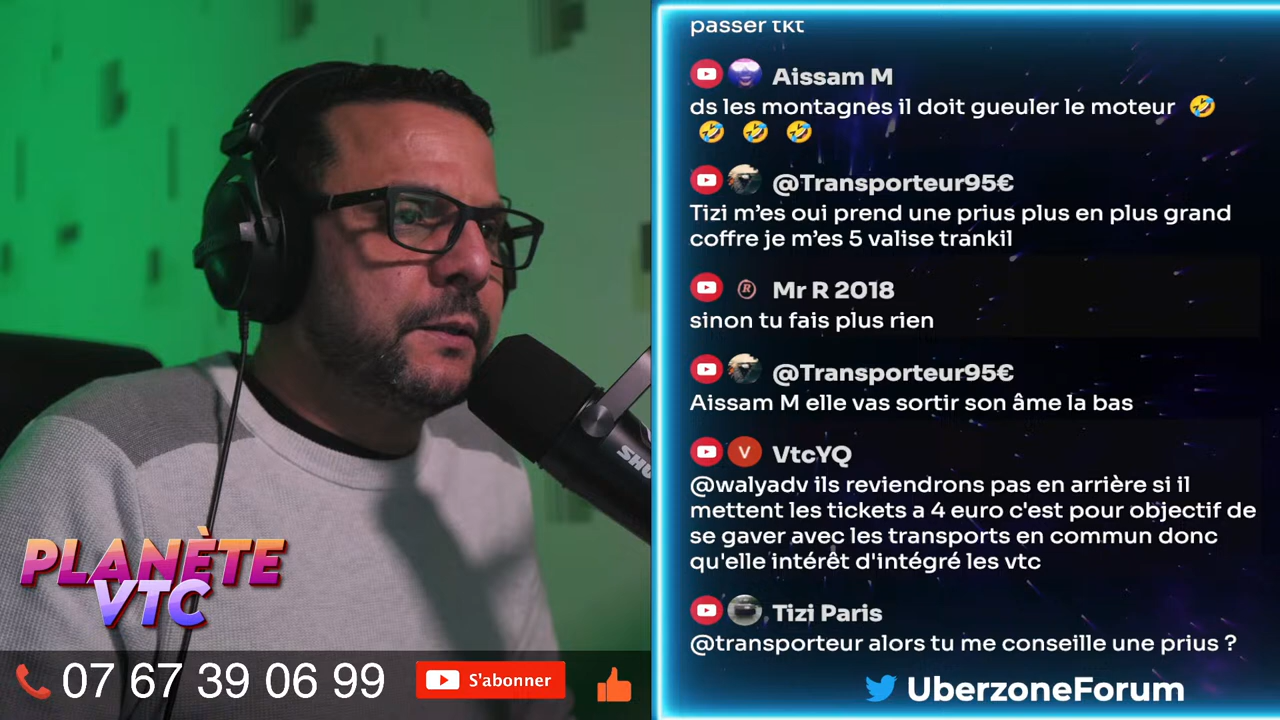 passer tkt
Aissam M
ds les montagnes il doit gueuler le moteur 🤣
🤣 🤣 🤣
@Transporteur95€
Tizi m’es oui prend une prius plus en plus grand
coffre je m’es 5 valise trankil
Mr R 2018
sinon tu fais plus rien
@Transporteur95€
Aissam M elle vas sortir son âme la bas
V VtcYQ
@walyadv ils reviendrons pas en arrière si il
mettent les tickets a 4 euro c'est pour objectif de
se gaver avec les transports en commun donc
qu'elle intérêt d'intégré les vtc
Tizi Paris
@transporteur alors tu me conseille une prius ?
UberzoneForum
SHU
PLANÈTE
VTC
07 67 39 06 99
S'abonner